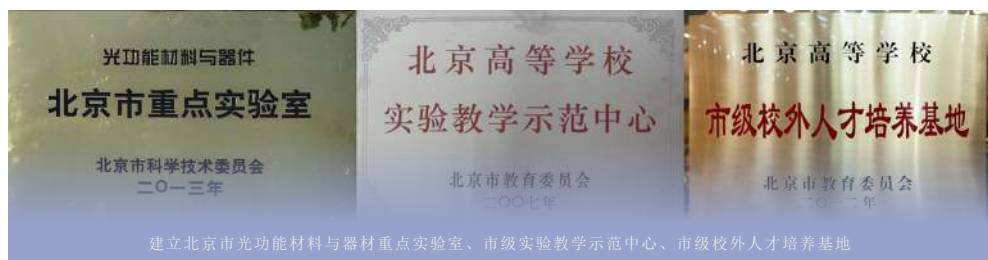 光功能材料与器件
北京市重点实验室
北京市科学技术委员会
二〇一三年
北京高等学校
实验教学示范中心
北京市教育委员会
二〇〇七年
北京高等学校
市级校外人才培养基地
北京市教育委员会
二〇一二年
建立北京市光功能材料与器材重点实验室、市级实验教学示范中心、市级校外人才培养基地